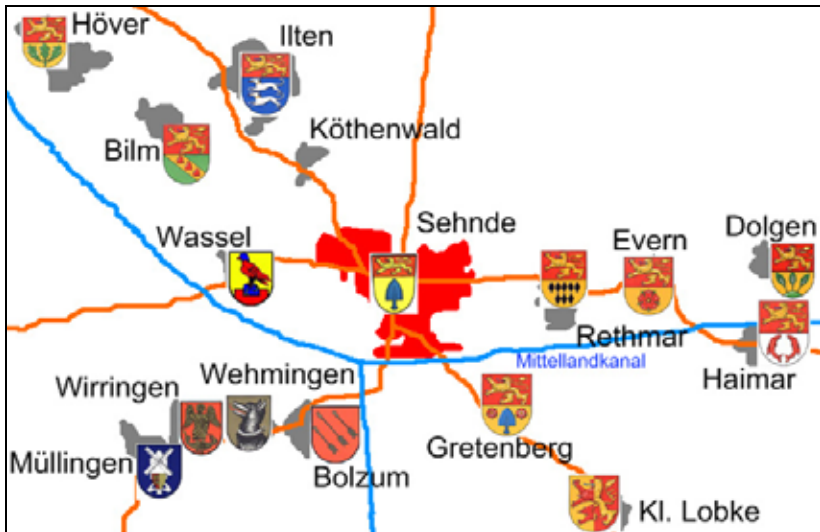 Höver
Ilten
Köthenwald
Bilm
Sehnde
Wassel
Evern
Dolgen
Rethmar
Mittellandkanal
Haimar
Wehmingen
Wirringen
Gretenberg
Müllingen
Bolzum
Kl. Lobke